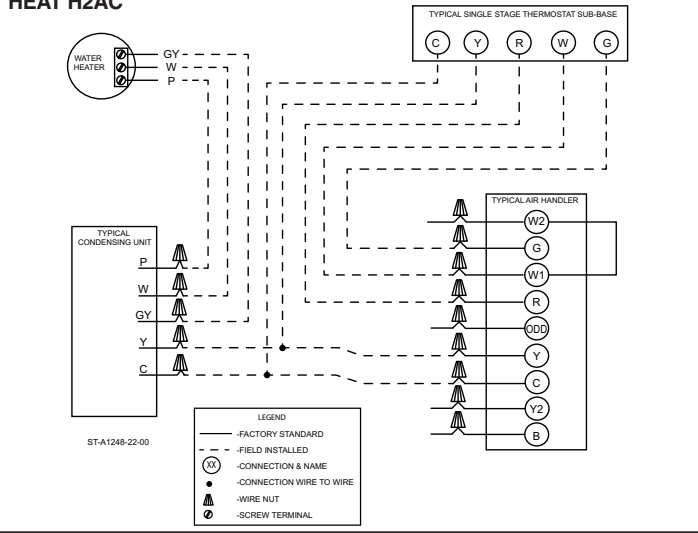 HEAT H2AC
TYPICAL SINGLE STAGE THERMOSTAT SUB-BASE
C Y R W G
WATER
HEATER
GY
W
P
TYPICAL AIR HANDLER
W2
G
W1
R
ODD
Y
C
Y2
B
TYPICAL
CONDENSING UNIT
P
W
GY
Y
C
ST-A1248-22-00
LEGEND
-FACTORY STANDARD
-FIELD INSTALLED
XX -CONNECTION & NAME
-CONNECTION WIRE TO WIRE
-WIRE NUT
-SCREW TERMINAL